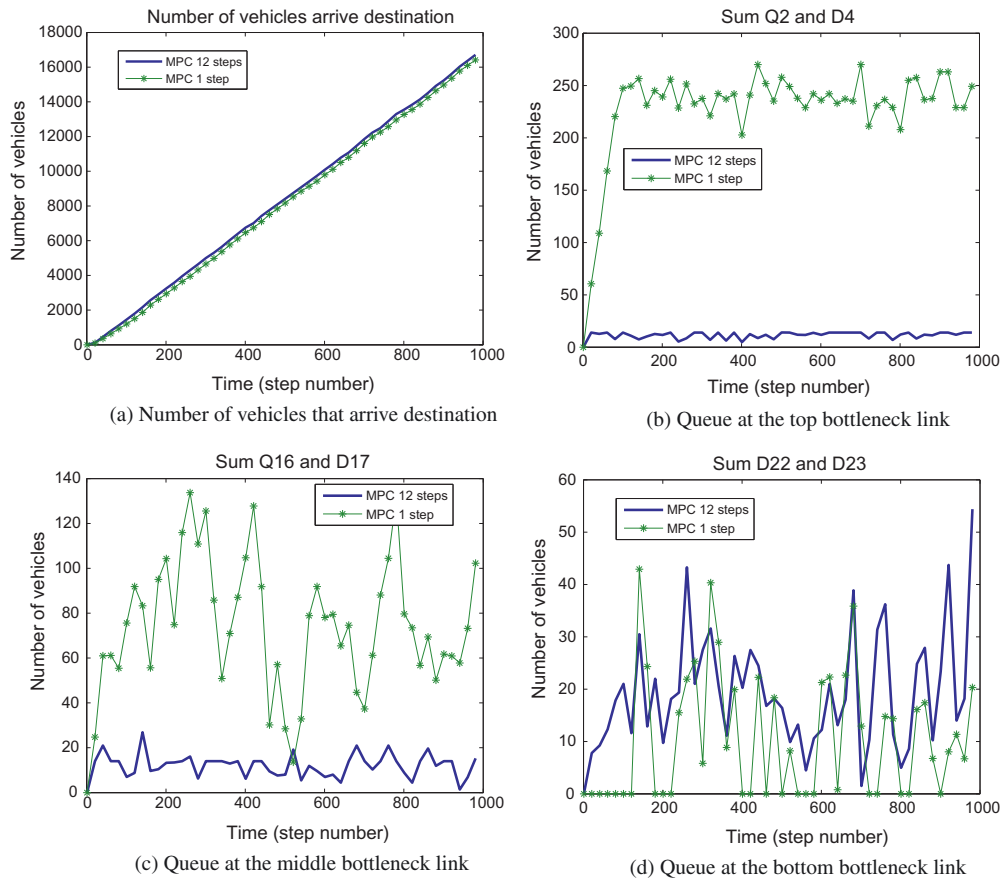 Number of vehicles arrive destination
18000
16000
14000
12000
10000
8000
6000
4000
2000
0
Number of vehicles
MPC 12 steps
MPC 1 step
0 200 400 600 800 1000
Time (step number)
(a) Number of vehicles that arrive destination
Sum Q2 and D4
300
250
200
150
100
50
0
Number of vehicles
MPC 12 steps
MPC 1 step
0 200 400 600 800 1000
Time (step number)
(b) Queue at the top bottleneck link
Sum Q16 and D17
140
120
100
80
60
40
20
0
Number of vehicles
MPC 12 steps
MPC 1 step
0 200 400 600 800 1000
Time (step number)
(c) Queue at the middle bottleneck link
Sum D22 and D23
60
50
40
30
20
10
0
Number of vehicles
MPC 12 steps
MPC 1 step
0 200 400 600 800 1000
Time (step number)
(d) Queue at the bottom bottleneck link